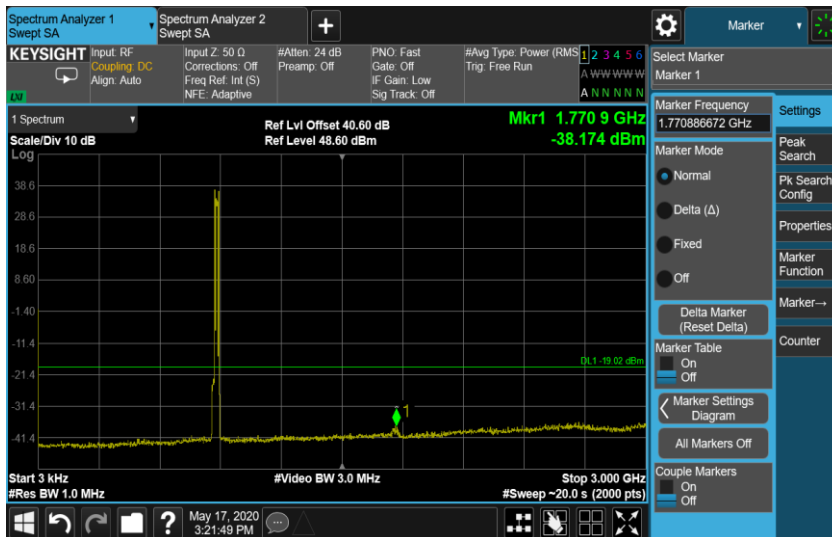 Spectrum Analyzer 1
Swept SA
Spectrum Analyzer 2
Swept SA
KEYSIGHT
Input: RF
Coupling: DC
Align: Auto
Input Z: 50 Ω
Corrections: Off
Freq Ref: Int (S)
NFE: Adaptive
#Atten: 24 dB
Preamp: Off
PNO: Fast
Gate: Off
IF Gain: Low
Sig Track: Off
#Avg Type: Power (RMS
Trig: Free Run
1 2 3 4 5 6
A W W W W W
A N N N N N
LXI
1 Spectrum
Scale/Div 10 dB
Log
Ref Lvl Offset 40.60 dB
Ref Level 48.60 dBm
Mkr1 1.770 9 GHz
-38.174 dBm
38.6
28.6
18.6
8.60
-1.40
-11.4
-21.4
-31.4
-41.4
DL1 -19.02 dBm
1
Start 3 kHz
#Res BW 1.0 MHz
#Video BW 3.0 MHz
Stop 3.000 GHz
#Sweep ~20.0 s (2000 pts)
May 17, 2020
3:21:49 PM
Marker
Select Marker
Marker 1
Marker Frequency
1.770886672 GHz
Marker Mode
Normal
Delta (Δ)
Fixed
Off
Delta Marker
(Reset Delta)
Marker Table
On
Off
Marker Settings
Diagram
All Markers Off
Couple Markers
On
Off
Settings
Peak
Search
Pk Search
Config
Properties
Marker
Function
Marker→
Counter